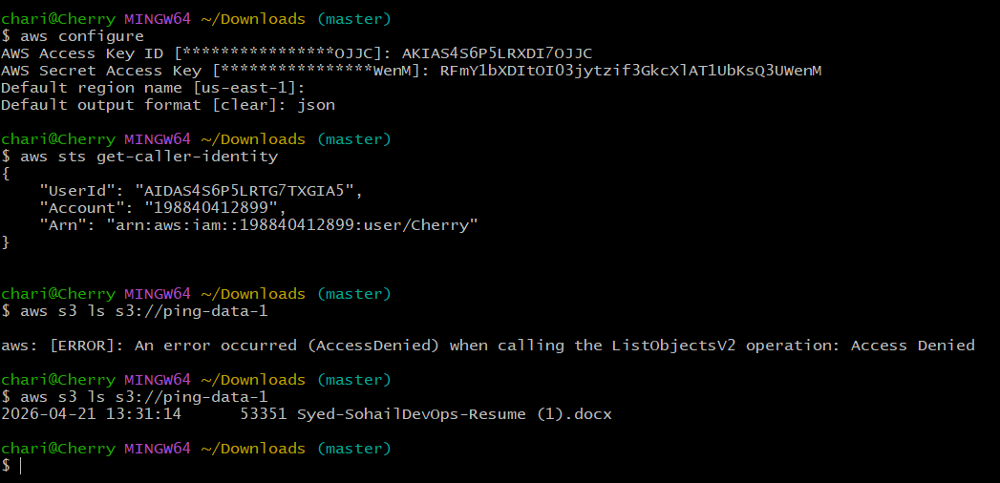 chari@Cherry MINGW64 ~/Downloads (master)
$ aws configure
AWS Access Key ID [****************OJJC]: AKIAS4S6P5LRXDI7OJJC
AWS Secret Access Key [****************WenM]: 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
Default region name [us-east-1]:
Default output format [clear]: json
chari@Cherry MINGW64 ~/Downloads (master)
$ aws sts get-caller-identity
{
    "UserId": "AIDAS4S6P5LRTG7TXGIA5",
    "Account": "198840412899",
    "Arn": "arn:aws:iam::198840412899:user/Cherry"
}
chari@Cherry MINGW64 ~/Downloads (master)
$ aws s3 ls s3://ping-data-1
aws: [ERROR]: An error occurred (AccessDenied) when calling the ListObjectsV2 operation: Access Denied
chari@Cherry MINGW64 ~/Downloads (master)
$ aws s3 ls s3://ping-data-1
2026-04-21 13:31:14      53351 Syed-SohailDevOps-Resume (1).docx
chari@Cherry MINGW64 ~/Downloads (master)
$